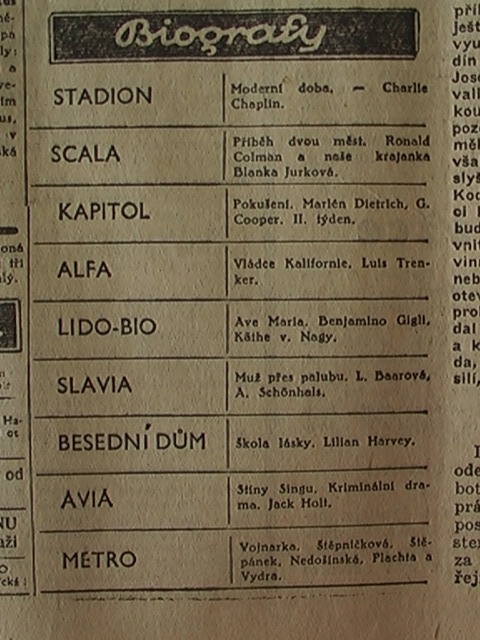 Biografy
STADION
Moderní doba. — Charlie
Chaplin.
SCALA
Příběh dvou měst. Ronald
Colman a naše krajanka
Blanka Jurková.
KAPITOL
Pokušení. Marlén Dietrich, G.
Cooper. II. týden.
ALFA
Vládce Kalifornie. Luis Tren-
ker.
LIDO-BIO
Ave Maria. Benjamino Gigli,
Käthe v. Nagy.
SLAVIA
Muž přes palubu. L. Baarová,
A. Schönhals.
BESEDNÍ DŮM
Škola lásky. Lilian Harvey.
AVIA
Stíny Singu. Kriminální dra-
ma. Jack Holt.
METRO
Vojnarka. Štěpničková, Ště-
pánek, Nedošinská, Plachta a
Vydra.